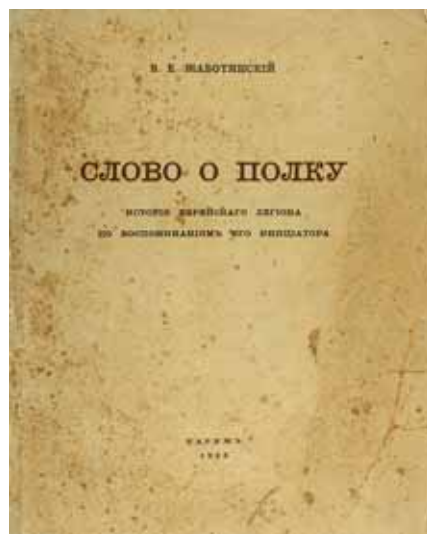 В. Е. ЖАБОТИНСКІЙ
СЛОВО О ПОЛКУ
ИСТОРІЯ ЕВРЕЙСКАГО ЛЕГІОНА
ПО ВОСПОМИНАНІЯМЪ ЕГО ИНИЦІАТОРА
ПАРИЖЪ